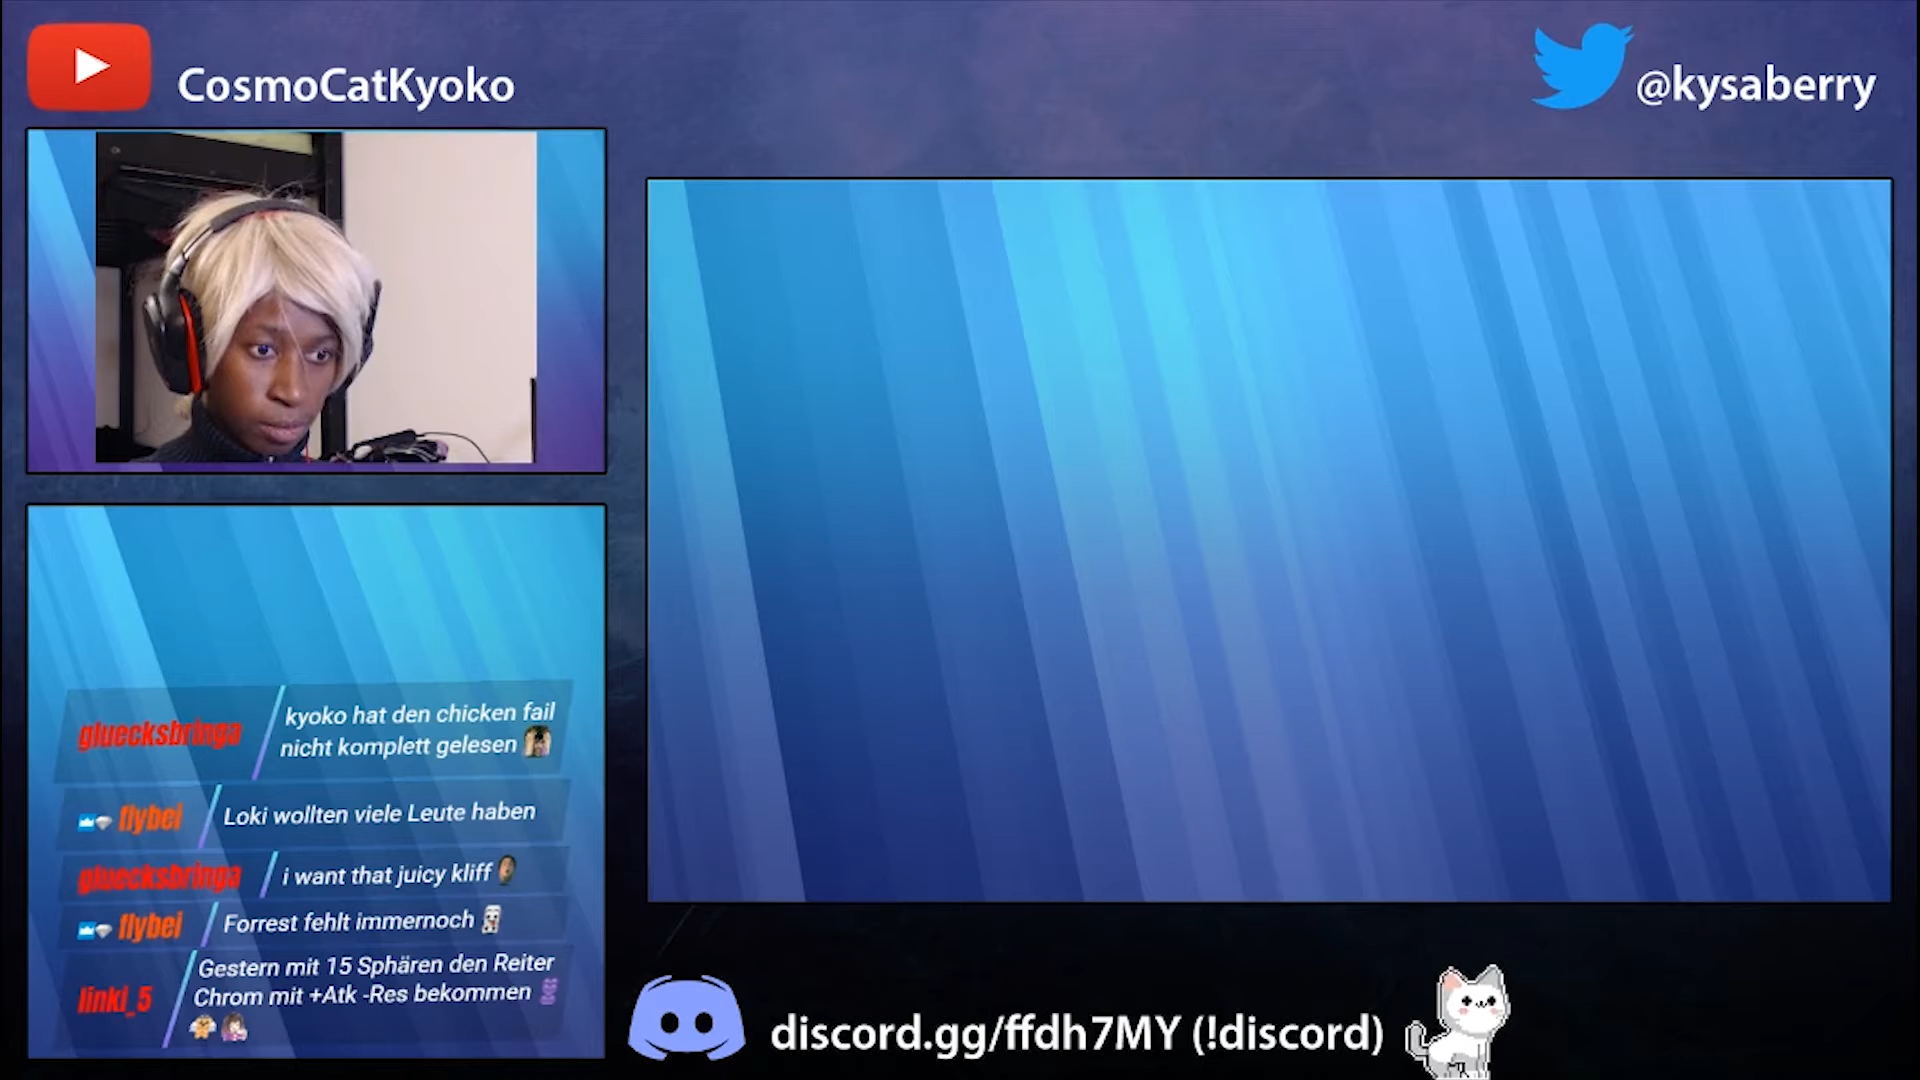 CosmoCatKyoko
@kysaberry
gluecksbringa
kyoko hat den chicken fail
nicht komplett gelesen
flybei
Loki wollten viele Leute haben
gluecksbringa
i want that juicy kliff
flybei
Forrest fehlt immernoch
linki_5
Gestern mit 15 Sphären den Reiter
Chrom mit +Atk -Res bekommen
discord.gg/ffdh7MY (!discord)